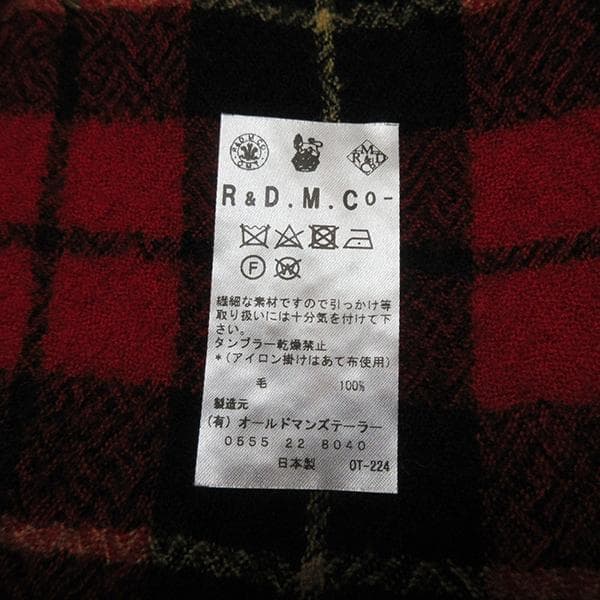 R&D.M.CO
O.M.T
R M D
& CO
R & D . M . Co -
F W
繊細な素材ですので引っかけ等
取り扱いには十分気を付けて下
さい。
タンブラー乾燥禁止
*(アイロン掛けはあて布使用)
毛 100%
製造元
(有) オールドマンズテーラー
0555 22 8040
日本製 OT-224